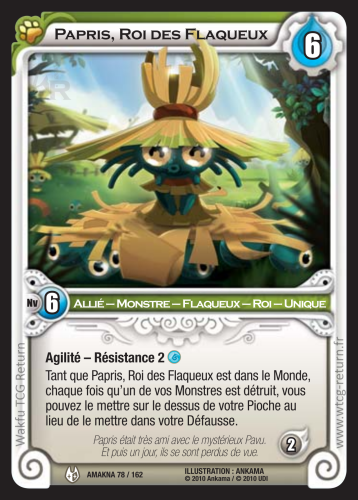 Papris, Roi des Flaqueux
6
Nv 6
Allié – Monstre – Flaqueux – Roi – Unique
Agilité – Résistance 2
Tant que Papris, Roi des Flaqueux est dans le Monde,
chaque fois qu'un de vos Monstres est détruit, vous
pouvez le mettre sur le dessus de votre Pioche au
lieu de le mettre dans votre Défausse.
Papris était très ami avec le mystérieux Pavu.
Et puis un jour, ils se sont perdus de vue.
2
AMAKNA 78 / 162
ILLUSTRATION : ANKAMA
© 2010 Ankama / © 2010 UDI
Wakfu TCG Return
www.wtcg-return.fr